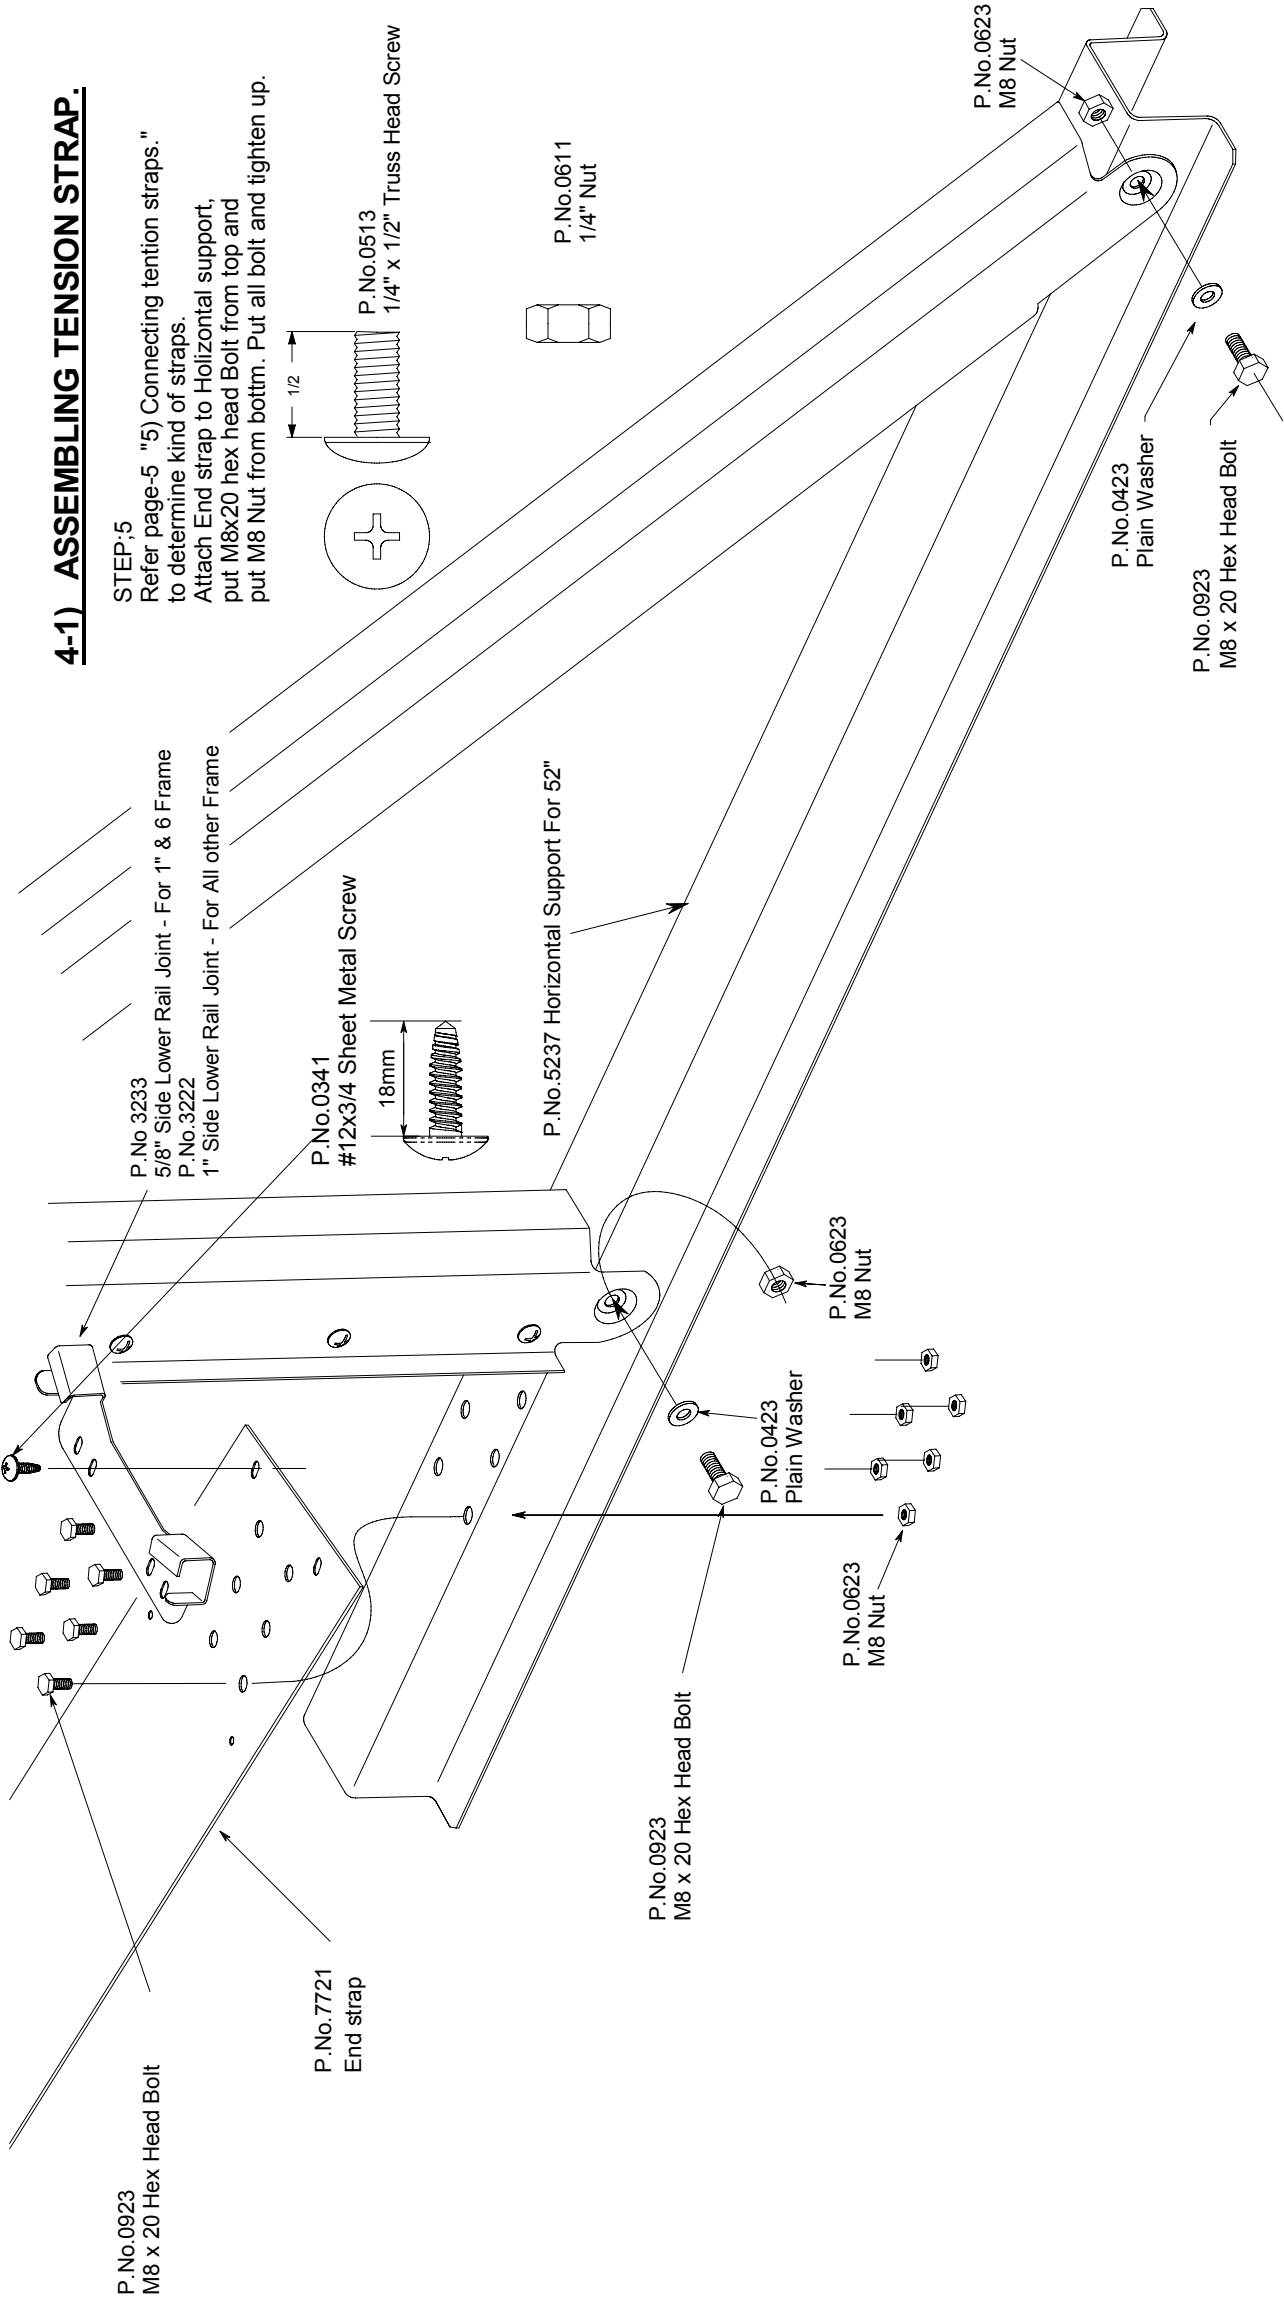 4-1) ASSEMBLING TENSION STRAP.
STEP;5
Refer page-5 "5) Connecting tention straps."
to determine kind of straps.
Attach End strap to Holizontal support,
put M8x20 hex head Bolt from top and
put M8 Nut from bottm. Put all bolt and tighten up.
1/2
P.No.0513
1/4" x 1/2" Truss Head Screw
P.No.0611
1/4" Nut
P.No 3233
5/8" Side Lower Rail Joint - For 1" & 6 Frame
P.No.3222
1" Side Lower Rail Joint - For All other Frame
P.No.0341
#12x3/4 Sheet Metal Screw
18mm
P.No.5237 Horizontal Support For 52"
P.No.0923
M8 x 20 Hex Head Bolt
P.No.7721
End strap
P.No.0923
M8 x 20 Hex Head Bolt
P.No.0623
M8 Nut
P.No.0423
Plain Washer
P.No.0623
M8 Nut
P.No.0923
M8 x 20 Hex Head Bolt
P.No.0423
Plain Washer
P.No.0623
M8 Nut